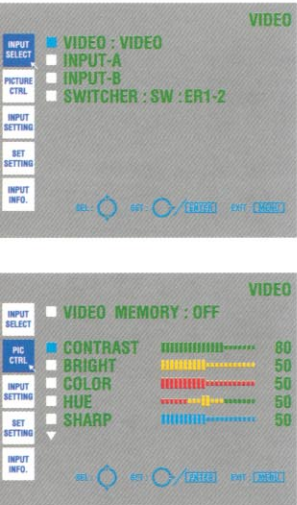 VIDEO
INPUT SELECT
PICTURE CTRL
INPUT SETTING
SET SETTING
INPUT INFO.
VIDEO : VIDEO
INPUT-A
INPUT-B
SWITCHER : SW : ER1-2
SEL : SET : / ENTER EXIT : MENU
VIDEO
INPUT SELECT
PIC CTRL
INPUT SETTING
SET SETTING
INPUT INFO.
VIDEO MEMORY : OFF
CONTRAST 80
BRIGHT 50
COLOR 50
HUE 50
SHARP 50
SEL : SET : / ENTER EXIT : MENU